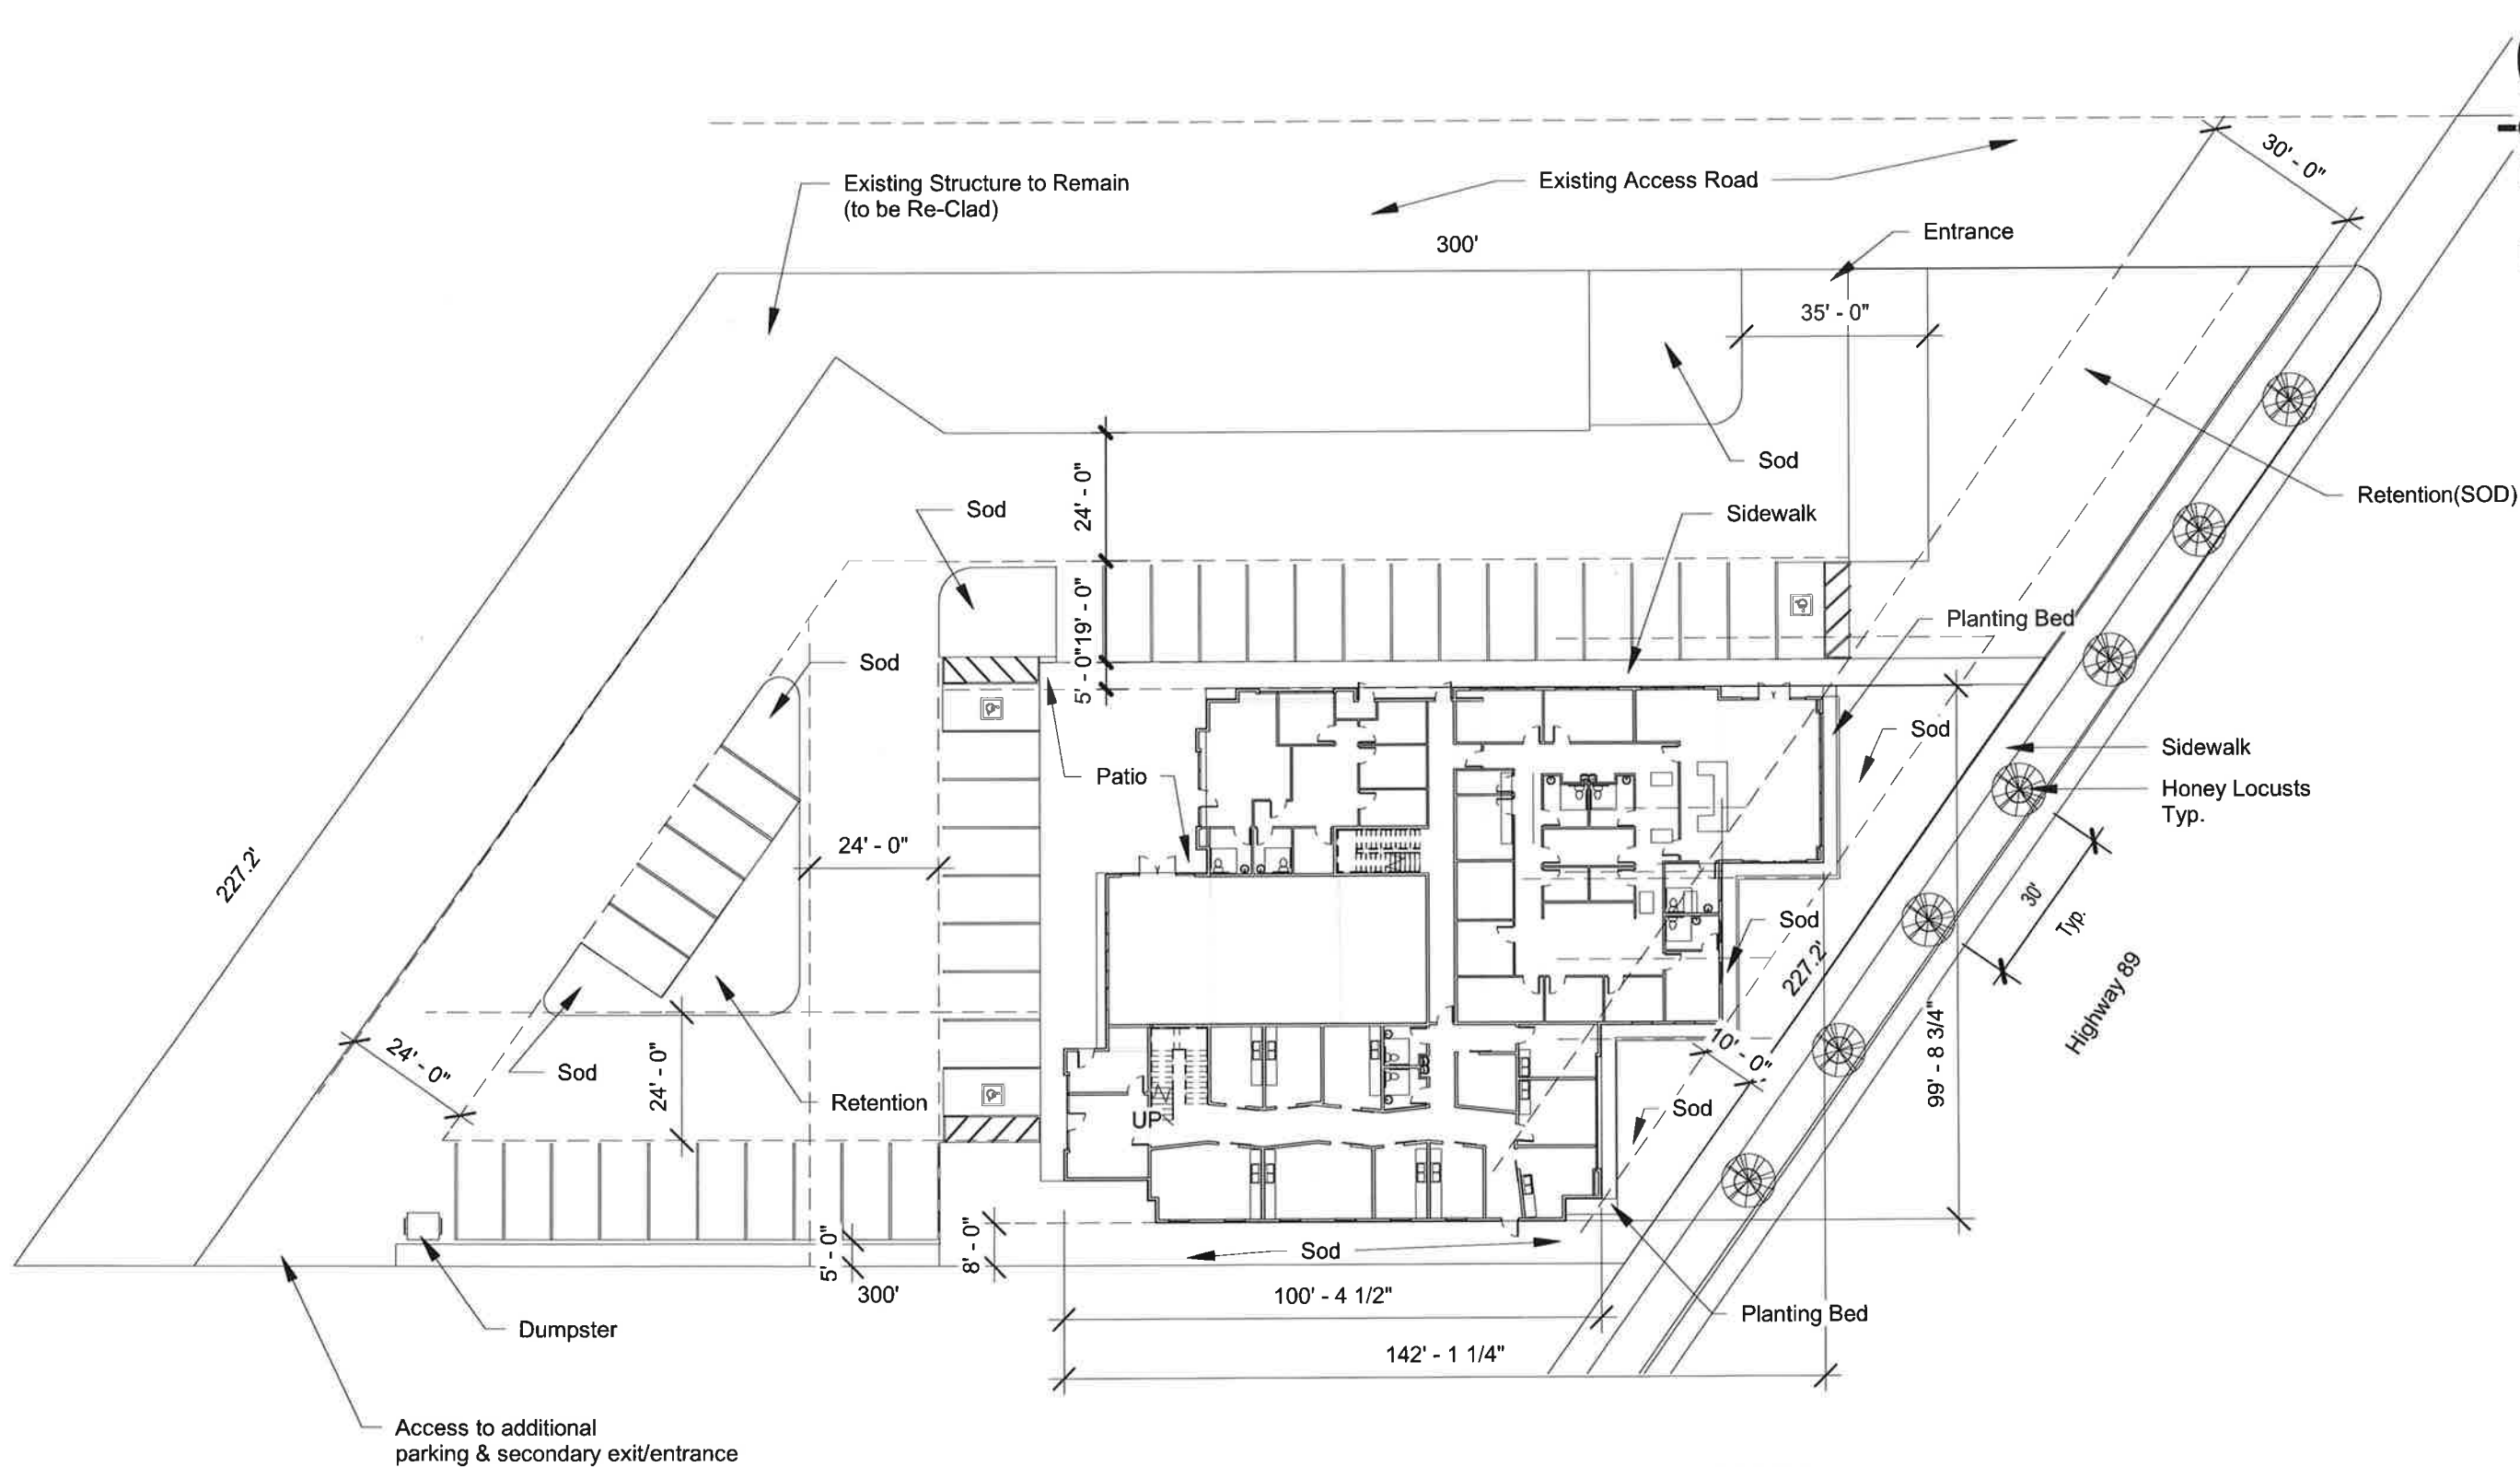 30' - 0"
Existing Structure to Remain
(to be Re-Clad)
Existing Access Road
Entrance
300'
35' - 0"
Sod
24' - 0"
Retention(SOD)
Sod
Sidewalk
19' - 0"
Planting Bed
Sod
5' - 0"
Sod
Sidewalk
Patio
Honey Locusts
Typ.
24' - 0"
227.2'
30'
Typ.
Sod
227.2'
Highway 89
99' - 8 3/4"
10' - 0"
24' - 0"
24' - 0"
Sod
Retention
Sod
UP
5' - 0"
8' - 0"
Sod
300'
100' - 4 1/2"
Planting Bed
Dumpster
142' - 1 1/4"
Access to additional
parking & secondary exit/entrance